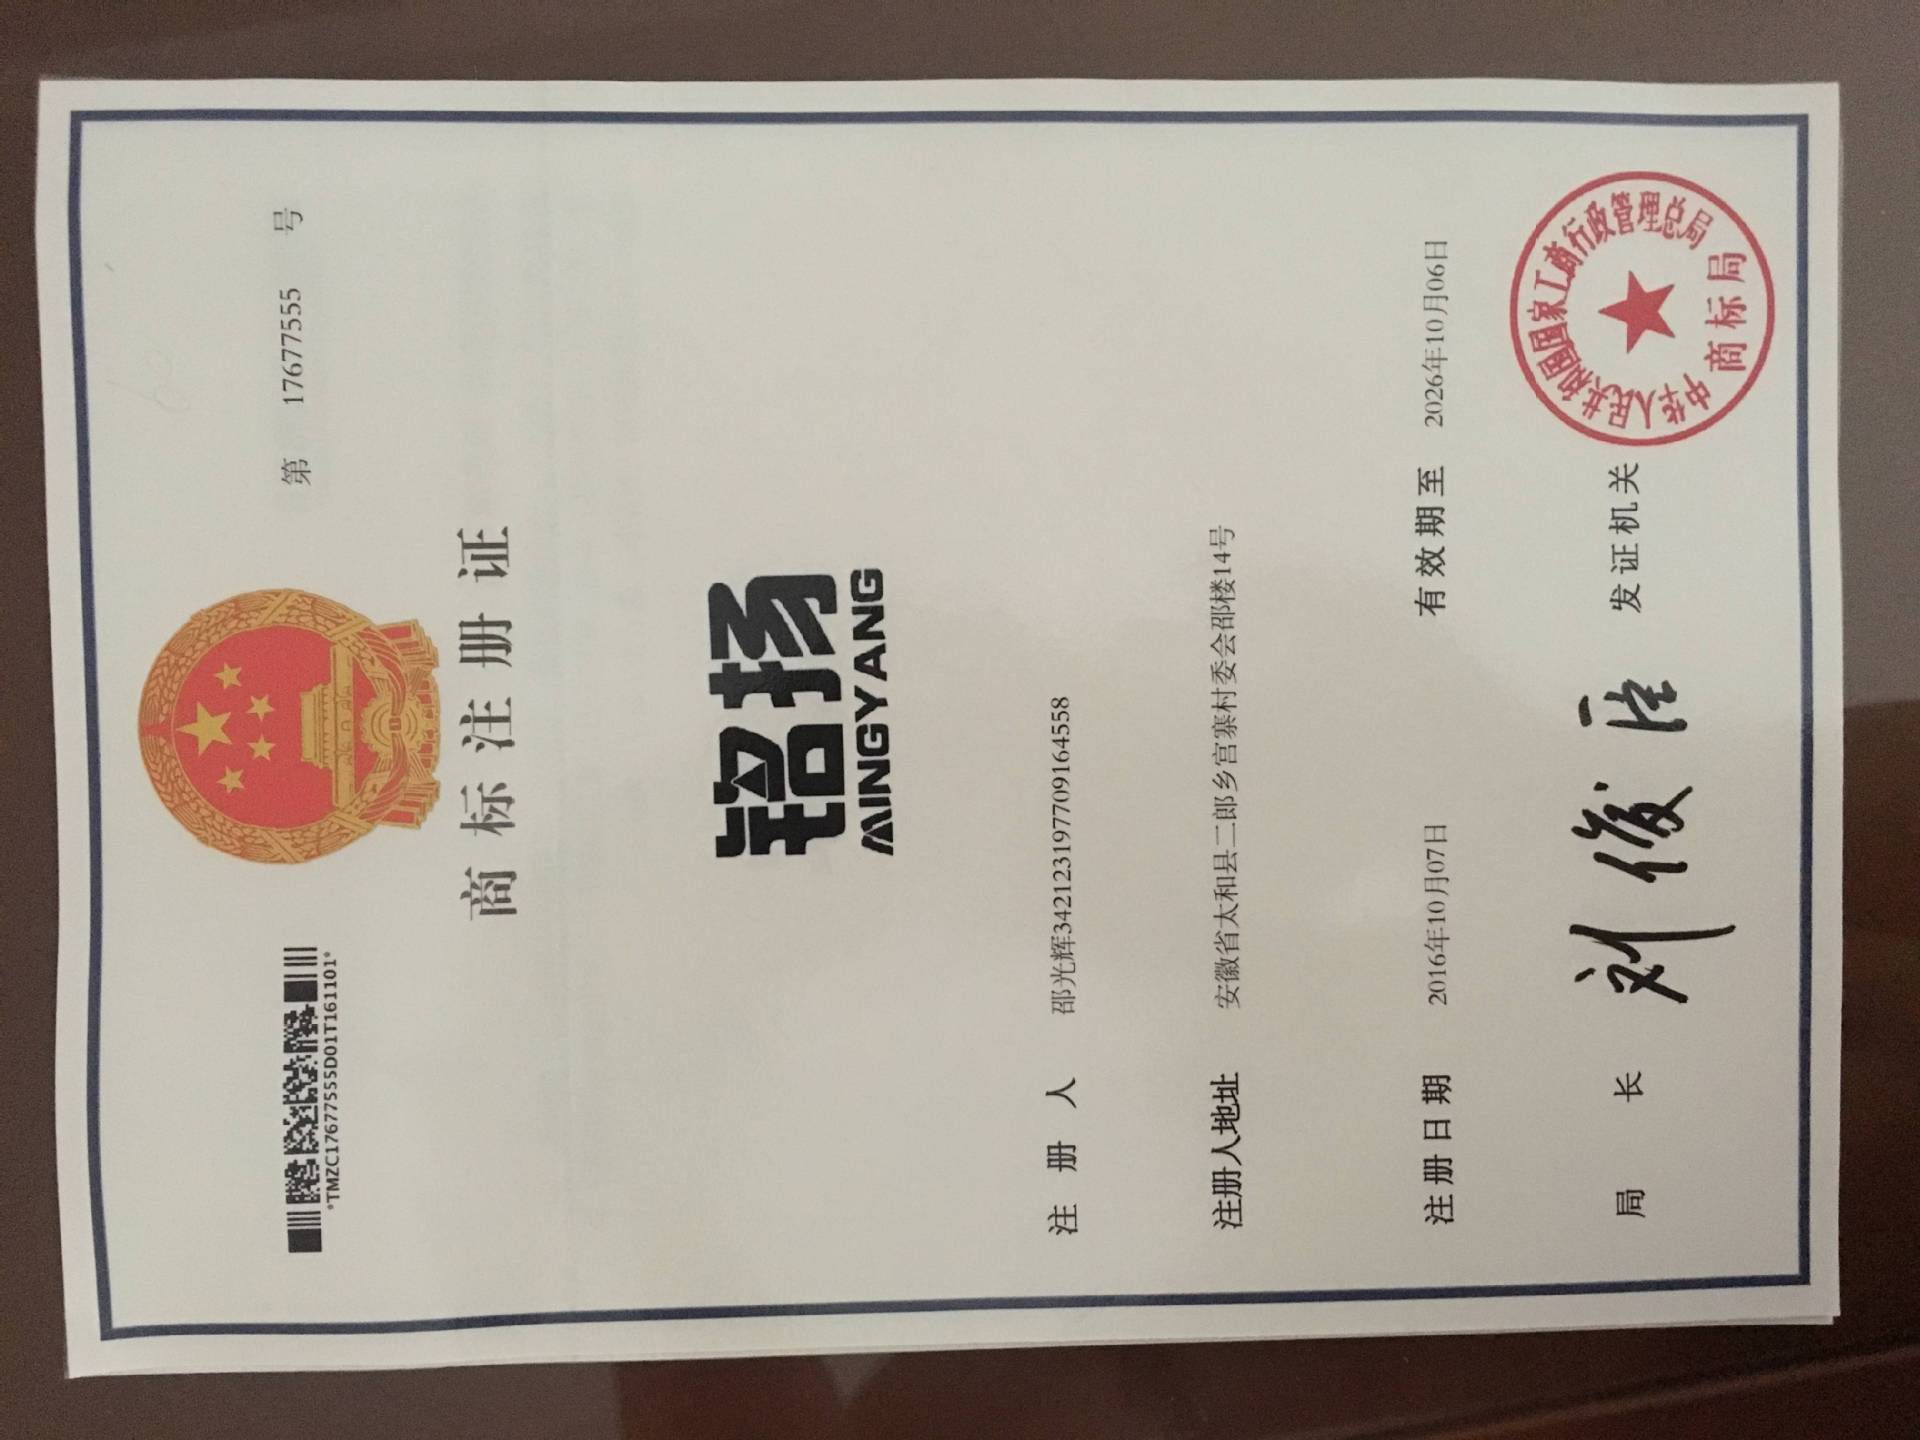 第 17677555 号
*TMZC17677555D01T161101*
商标注册证
铭扬
MINGYANG
注册人 邵光辉342123197709164558
注册人地址 安徽省太和县二郎乡宫寨村委会邵楼14号
注册日期 2016年10月07日 有效期至 2026年10月06日
局长 刘俊臣 发证机关
中华人民共和国国家工商行政管理总局
商标局